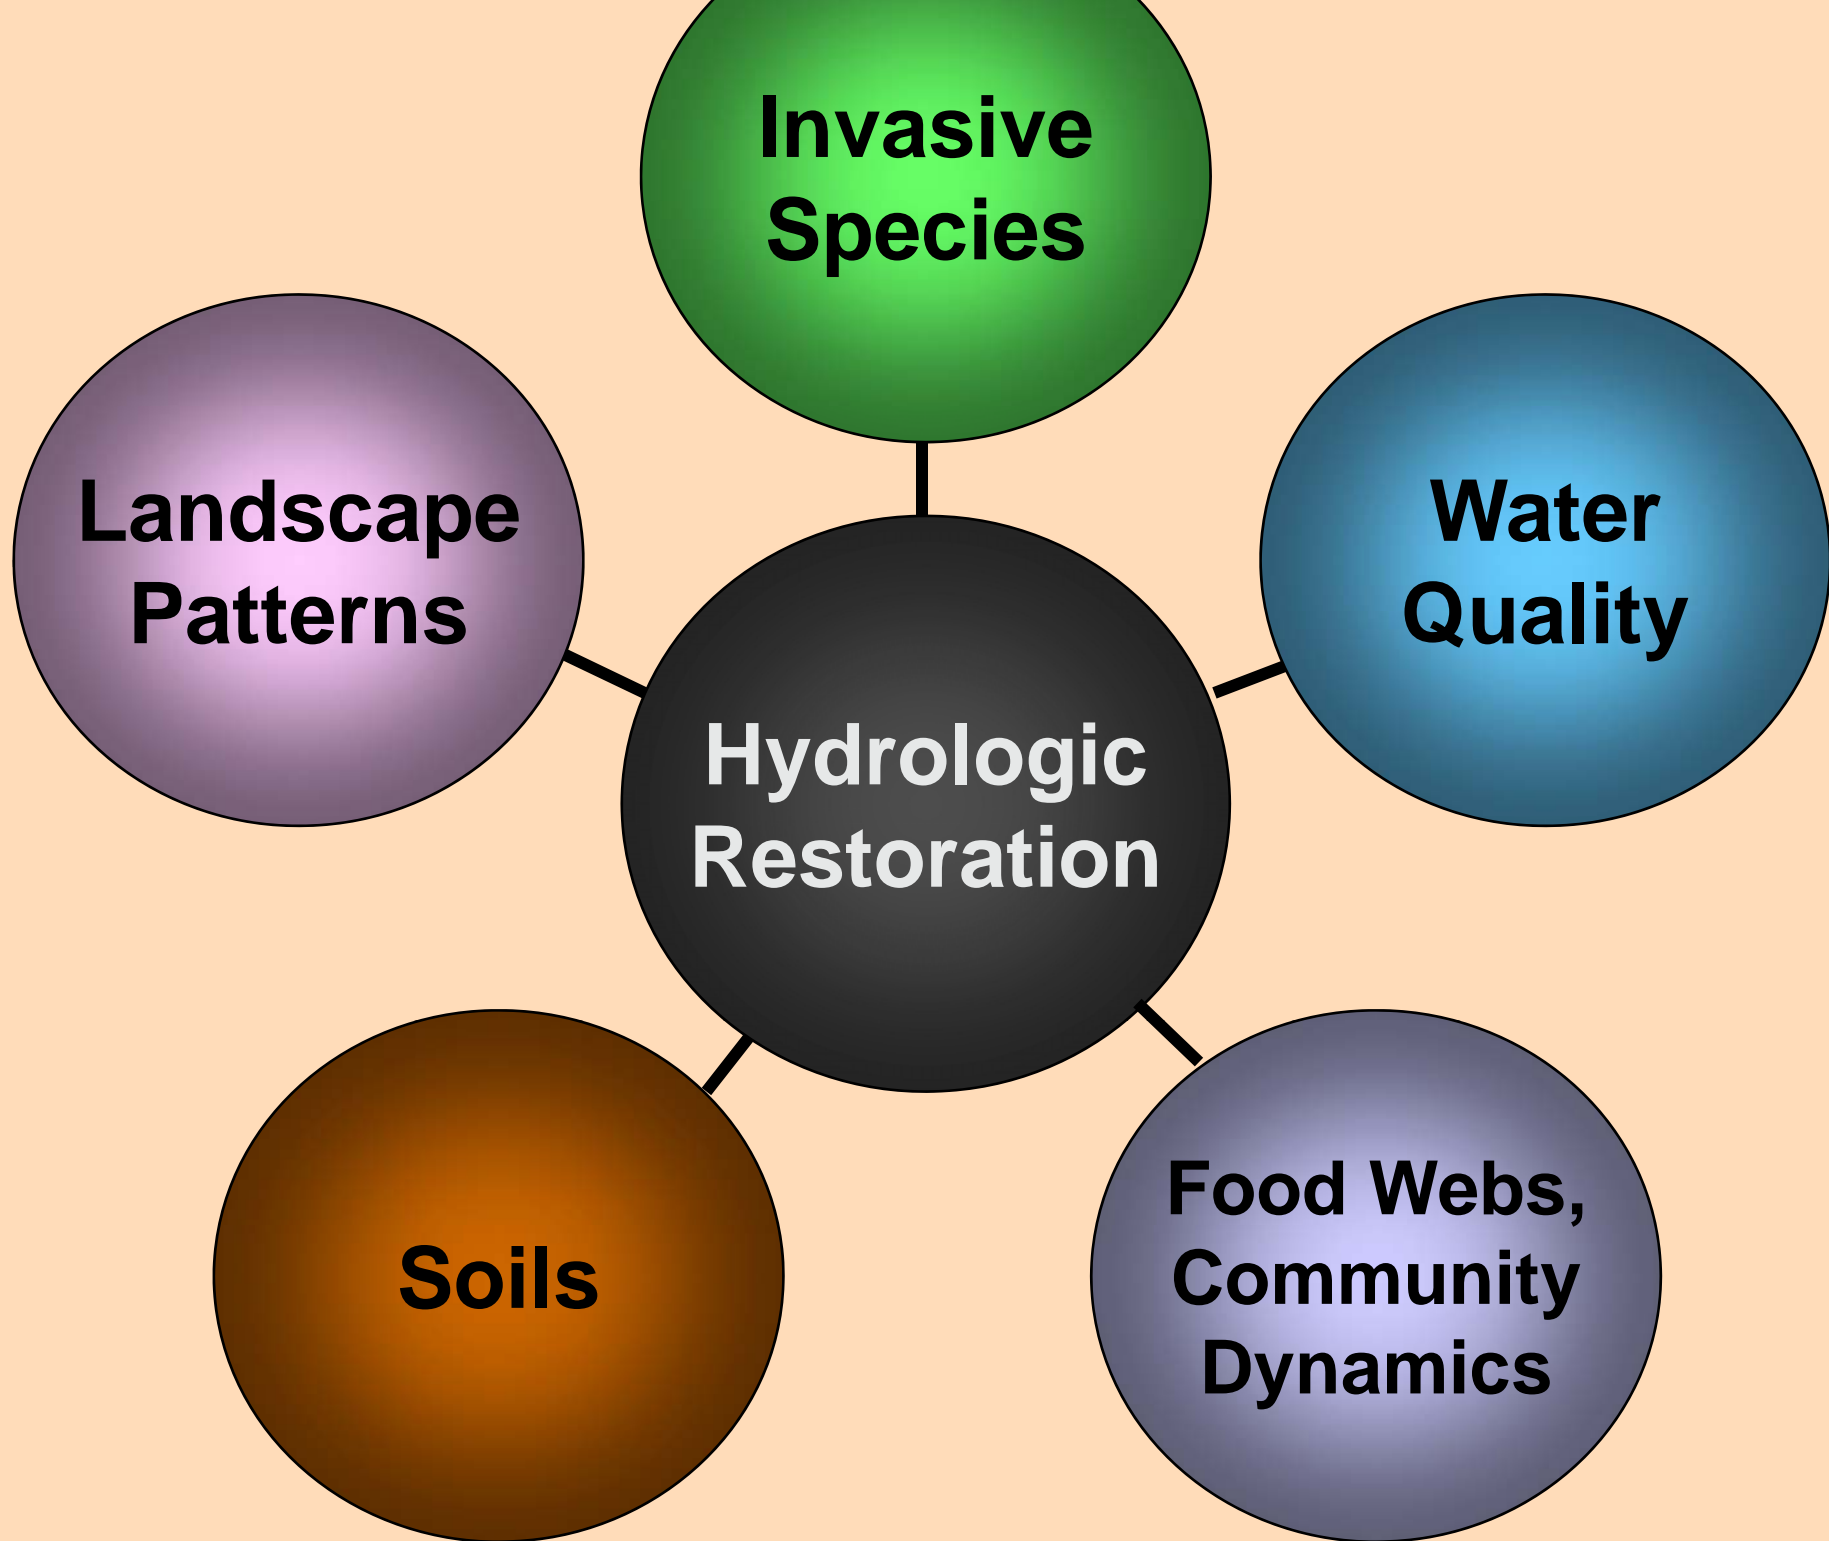 Invasive
Species
Landscape
Patterns
Water
Quality
Hydrologic
Restoration
Soils
Food Webs,
Community
Dynamics